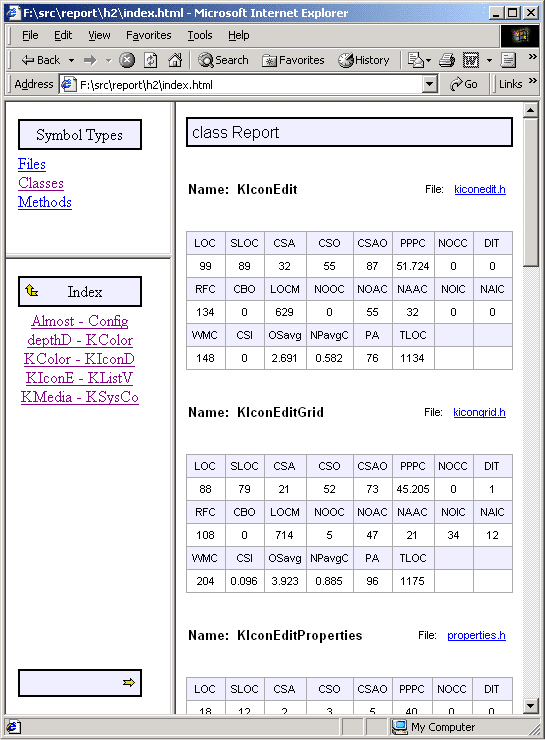 F:\src\report\h2\index.html - Microsoft Internet Explorer
File Edit View Favorites Tools Help
Back Search Favorites History
Address F:\src\report\h2\index.html Go Links
Symbol Types
Files
Classes
Methods
Index
Almost - Config
depthD - KColor
KColor - KIconD
KIconE - KListV
KMedia - KSysCo
class Report
Name: KIconEdit File: kiconedit.h
LOC SLOC CSA CSO CSAO PPPC NOCC DIT
99 89 32 55 87 51.724 0 0
RFC CBO LOCM NOOC NOAC NAAC NOIC NAIC
134 0 629 0 55 32 0 0
WMC CSI OSavg NPavgC PA TLOC
148 0 2.691 0.582 76 1134
Name: KIconEditGrid File: kicongrid.h
LOC SLOC CSA CSO CSAO PPPC NOCC DIT
88 79 21 52 73 45.205 0 1
RFC CBO LOCM NOOC NOAC NAAC NOIC NAIC
108 0 714 5 47 21 34 12
WMC CSI OSavg NPavgC PA TLOC
204 0.096 3.923 0.885 96 1175
Name: KIconEditProperties File: properties.h
LOC SLOC CSA CSO CSAO PPPC NOCC DIT
18 12 2 3 5 40 0 0
My Computer